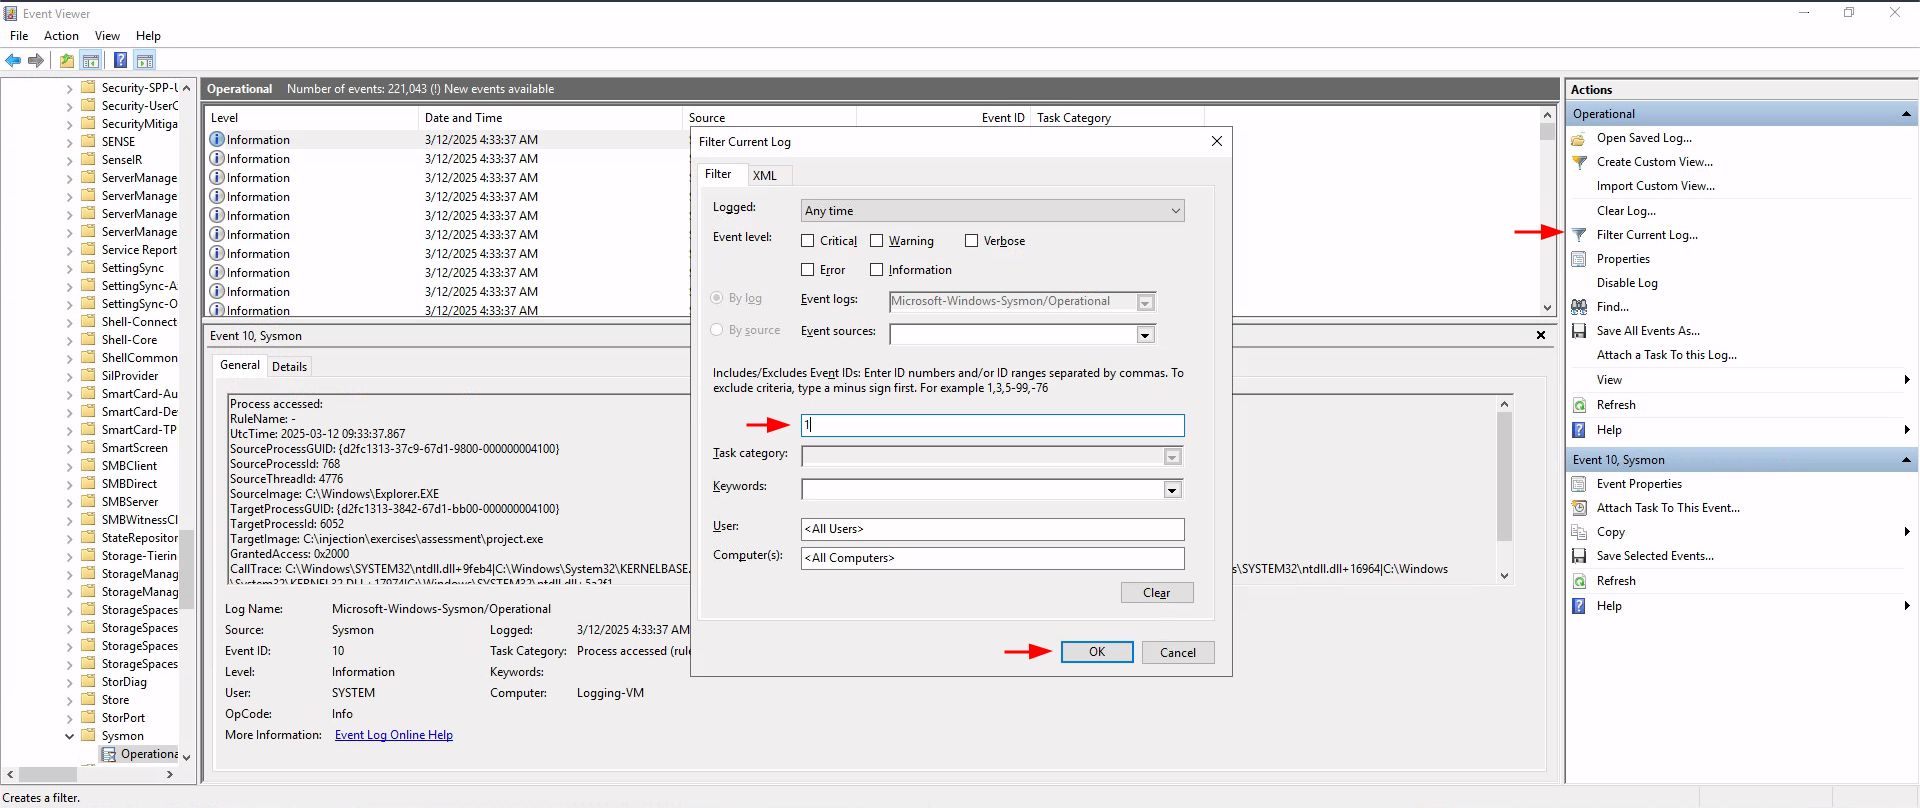 Event Viewer
File Action View Help
Security-SPP-U
Security-UserC
SecurityMitiga
SENSE
SenseIR
ServerManage
ServerManage
ServerManage
ServerManage
Service Report
SettingSync
SettingSync-A
SettingSync-O
Shell-Connect
Shell-Core
ShellCommon
SilProvider
SmartCard-Au
SmartCard-De
SmartCard-TP
SmartScreen
SMBClient
SMBDirect
SMBServer
SMBWitnessCl
StateRepositor
Storage-Tierin
StorageManag
StorageManag
StorageSpaces
StorageSpaces
StorageSpaces
StorageSpaces
StorDiag
Store
StorPort
Sysmon
Operationa
Operational Number of events: 221,043 (!) New events available
Level Date and Time Source Event ID Task Category
Information 3/12/2025 4:33:37 AM
Information 3/12/2025 4:33:37 AM
Information 3/12/2025 4:33:37 AM
Information 3/12/2025 4:33:37 AM
Information 3/12/2025 4:33:37 AM
Information 3/12/2025 4:33:37 AM
Information 3/12/2025 4:33:37 AM
Information 3/12/2025 4:33:37 AM
Information 3/12/2025 4:33:37 AM
Information 3/12/2025 4:33:37 AM
Event 10, Sysmon
General Details
Process accessed:
RuleName: -
UtcTime: 2025-03-12 09:33:37.867
SourceProcessGUID: {d2fc1313-37c9-67d1-9800-000000004100}
SourceProcessId: 768
SourceThreadId: 4776
SourceImage: C:\Windows\Explorer.EXE
TargetProcessGUID: {d2fc1313-3842-67d1-bb00-000000004100}
TargetProcessId: 6052
TargetImage: C:\injection\exercises\assessment\project.exe
GrantedAccess: 0x2000
CallTrace: C:\Windows\SYSTEM32\ntdll.dll+9feb4|C:\Windows\System32\KERNELBASE. s\SYSTEM32\ntdll.dll+16964|C:\Windows
\System32\KERNEL32.DLL+17974|C:\Windows\SYSTEM32\ntdll.dll+5a2f1
Log Name: Microsoft-Windows-Sysmon/Operational
Source: Sysmon Logged: 3/12/2025 4:33:37 AM
Event ID: 10 Task Category: Process accessed (rule
Level: Information Keywords:
User: SYSTEM Computer: Logging-VM
OpCode: Info
More Information: Event Log Online Help
Filter Current Log
Filter XML
Logged: Any time
Event level: Critical Warning Verbose
Error Information
By log Event logs: Microsoft-Windows-Sysmon/Operational
By source Event sources:
Includes/Excludes Event IDs: Enter ID numbers and/or ID ranges separated by commas. To
exclude criteria, type a minus sign first. For example 1,3,5-99,-76
1
Task category:
Keywords:
User: <All Users>
Computer(s): <All Computers>
Clear
OK Cancel
Actions
Operational
Open Saved Log...
Create Custom View...
Import Custom View...
Clear Log...
Filter Current Log...
Properties
Disable Log
Find...
Save All Events As...
Attach a Task To this Log...
View
Refresh
Help
Event 10, Sysmon
Event Properties
Attach Task To This Event...
Copy
Save Selected Events...
Refresh
Help
Creates a filter.